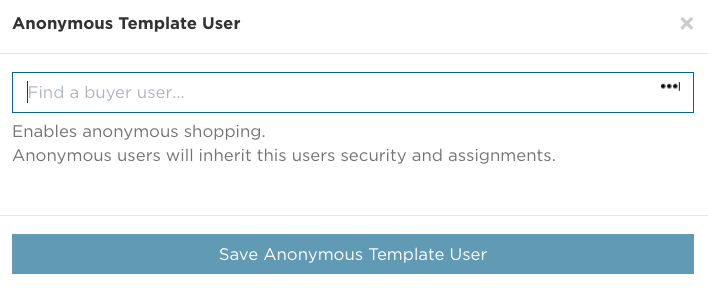 Anonymous Template User
Find a buyer user...
Enables anonymous shopping.
Anonymous users will inherit this users security and assignments.
Save Anonymous Template User